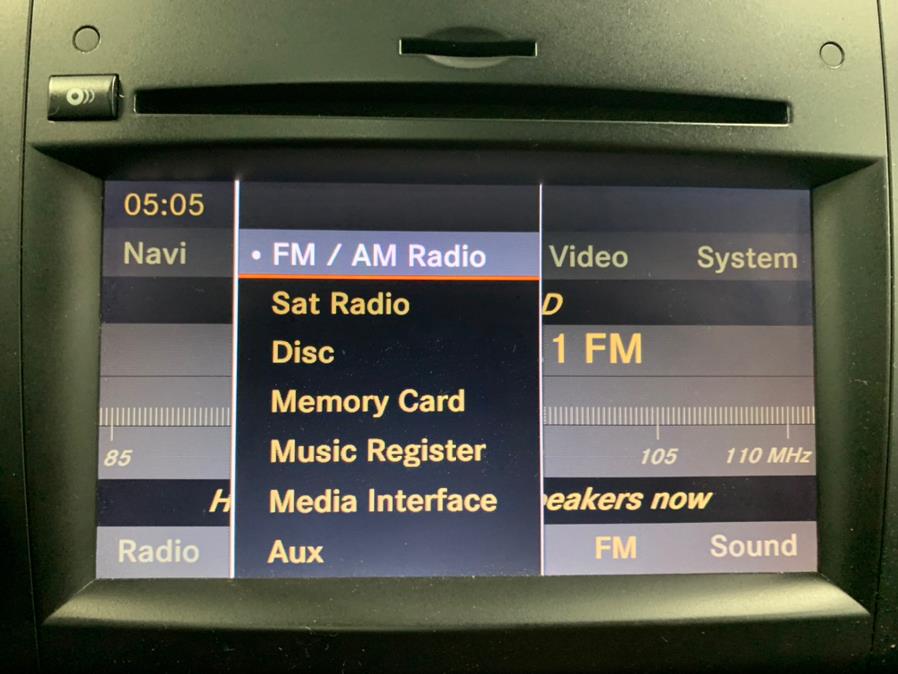 05:05
Navi
• FM / AM Radio
Video
System
Sat Radio
D
Disc
.1 FM
Memory Card
Music Register
85
105
110 MHz
Media Interface
H
peakers now
Radio
Aux
FM
Sound